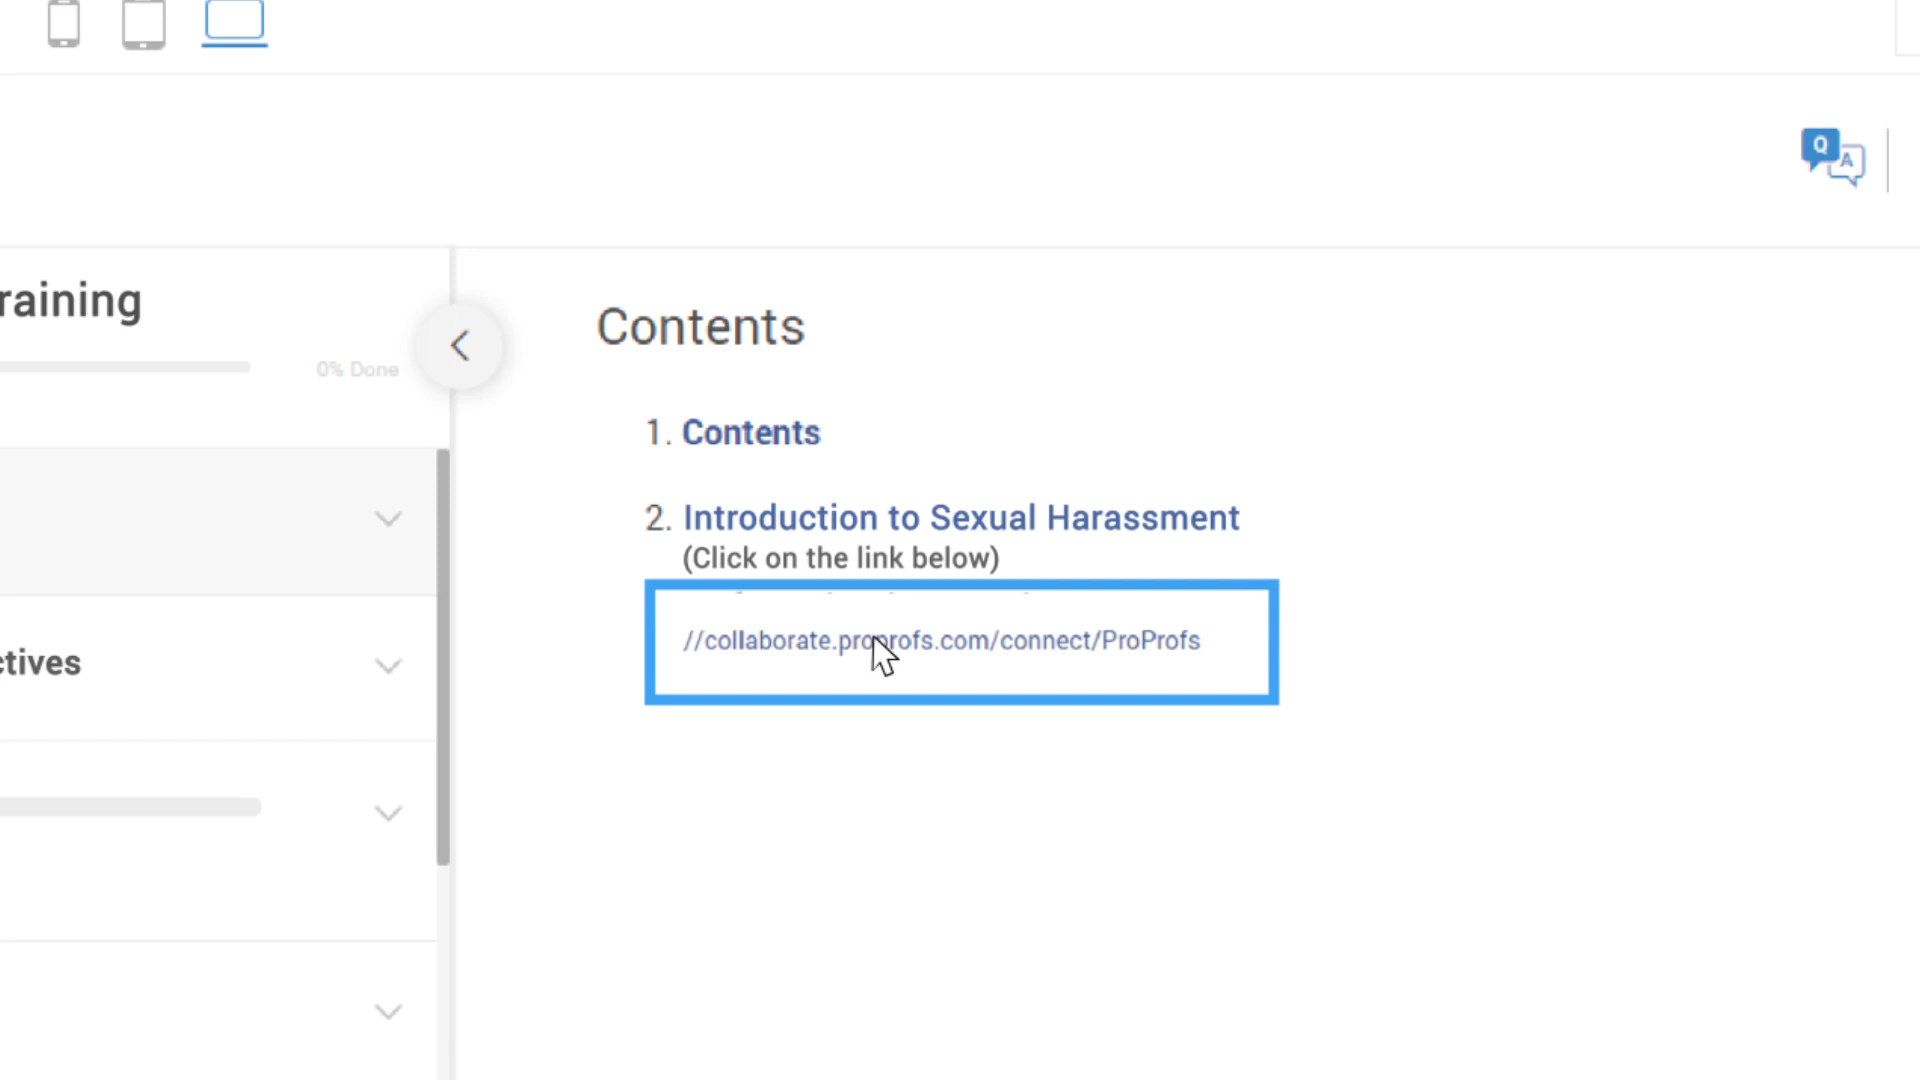 Q
A
raining
0% Done
Contents
1. Contents
2. Introduction to Sexual Harassment
(Click on the link below)
//collaborate.proprofs.com/connect/ProProfs
ctives